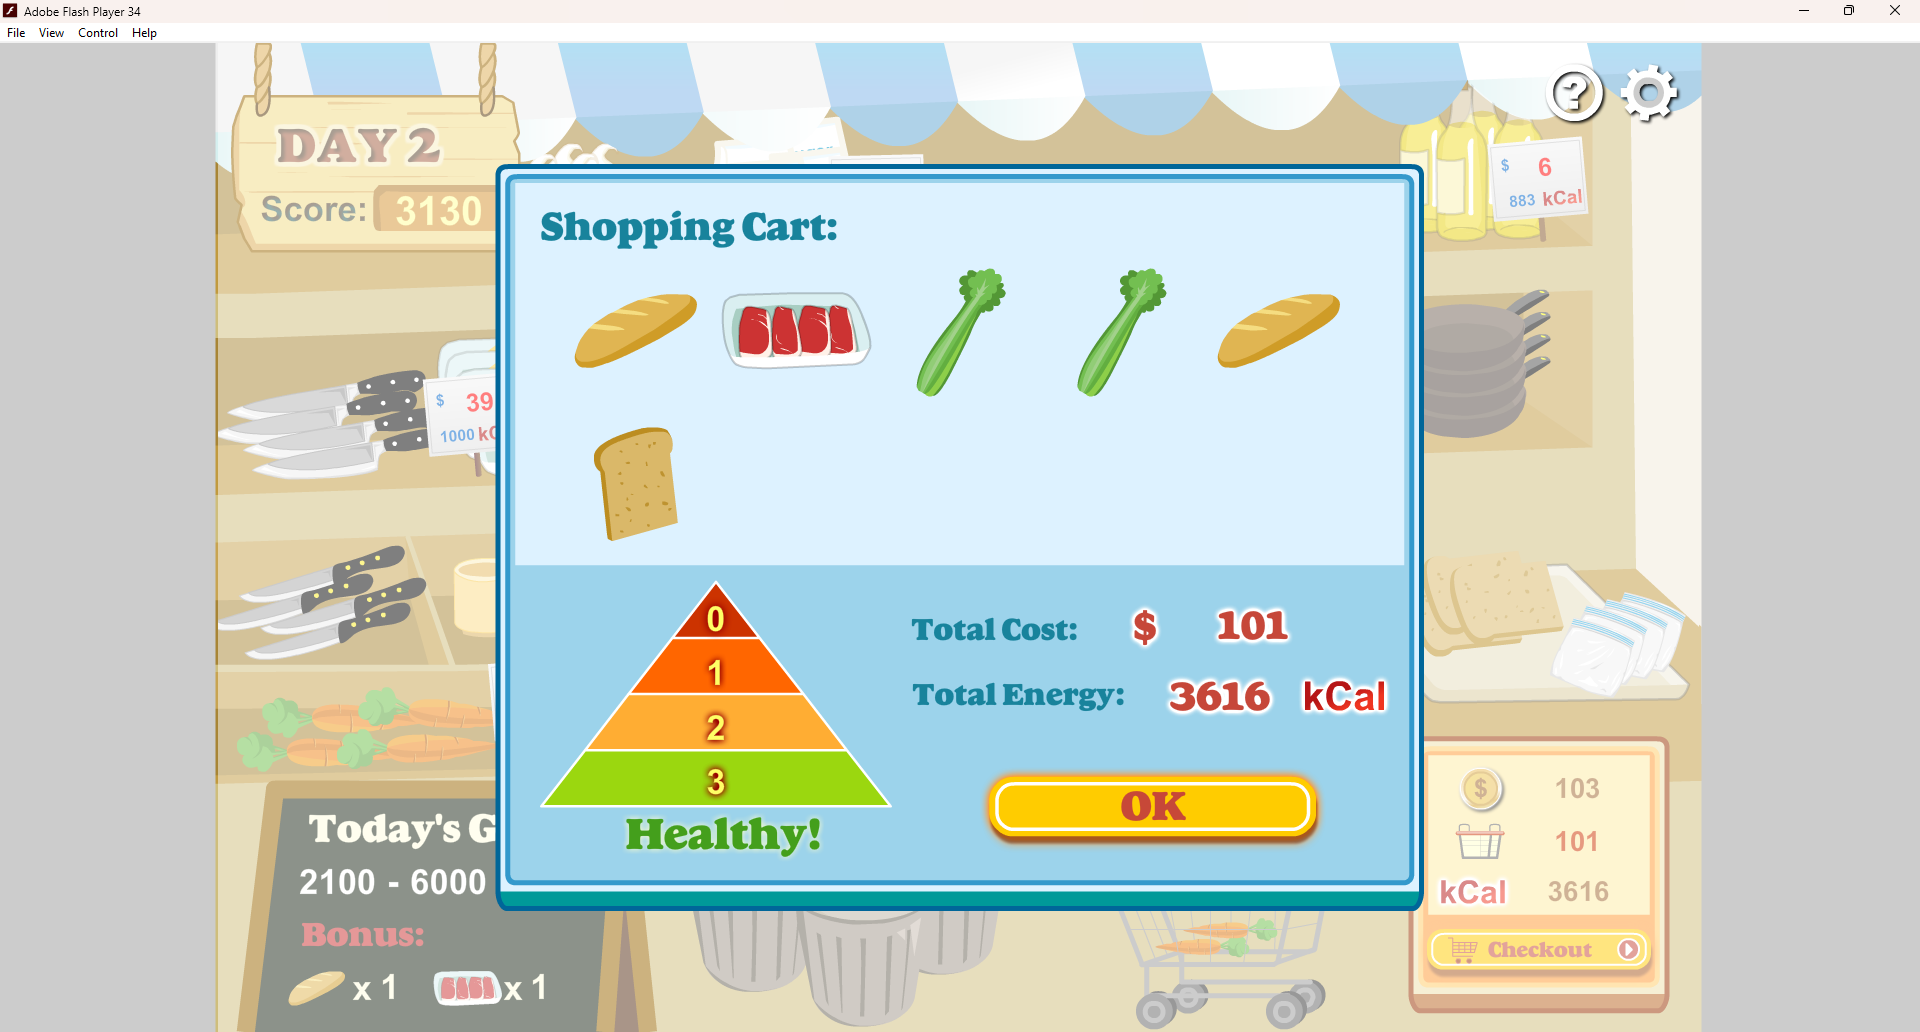 Adobe Flash Player 34
File View Control Help
DAY 2
Score: 3130
$ 6
883 kCal
$ 39
1000 kC
Shopping Cart:
0
1
2
3
Healthy!
Total Cost: $ 101
Total Energy: 3616 kCal
OK
Today's G
2100 - 6000
Bonus:
x 1
x 1
$ 103
101
kCal 3616
Checkout